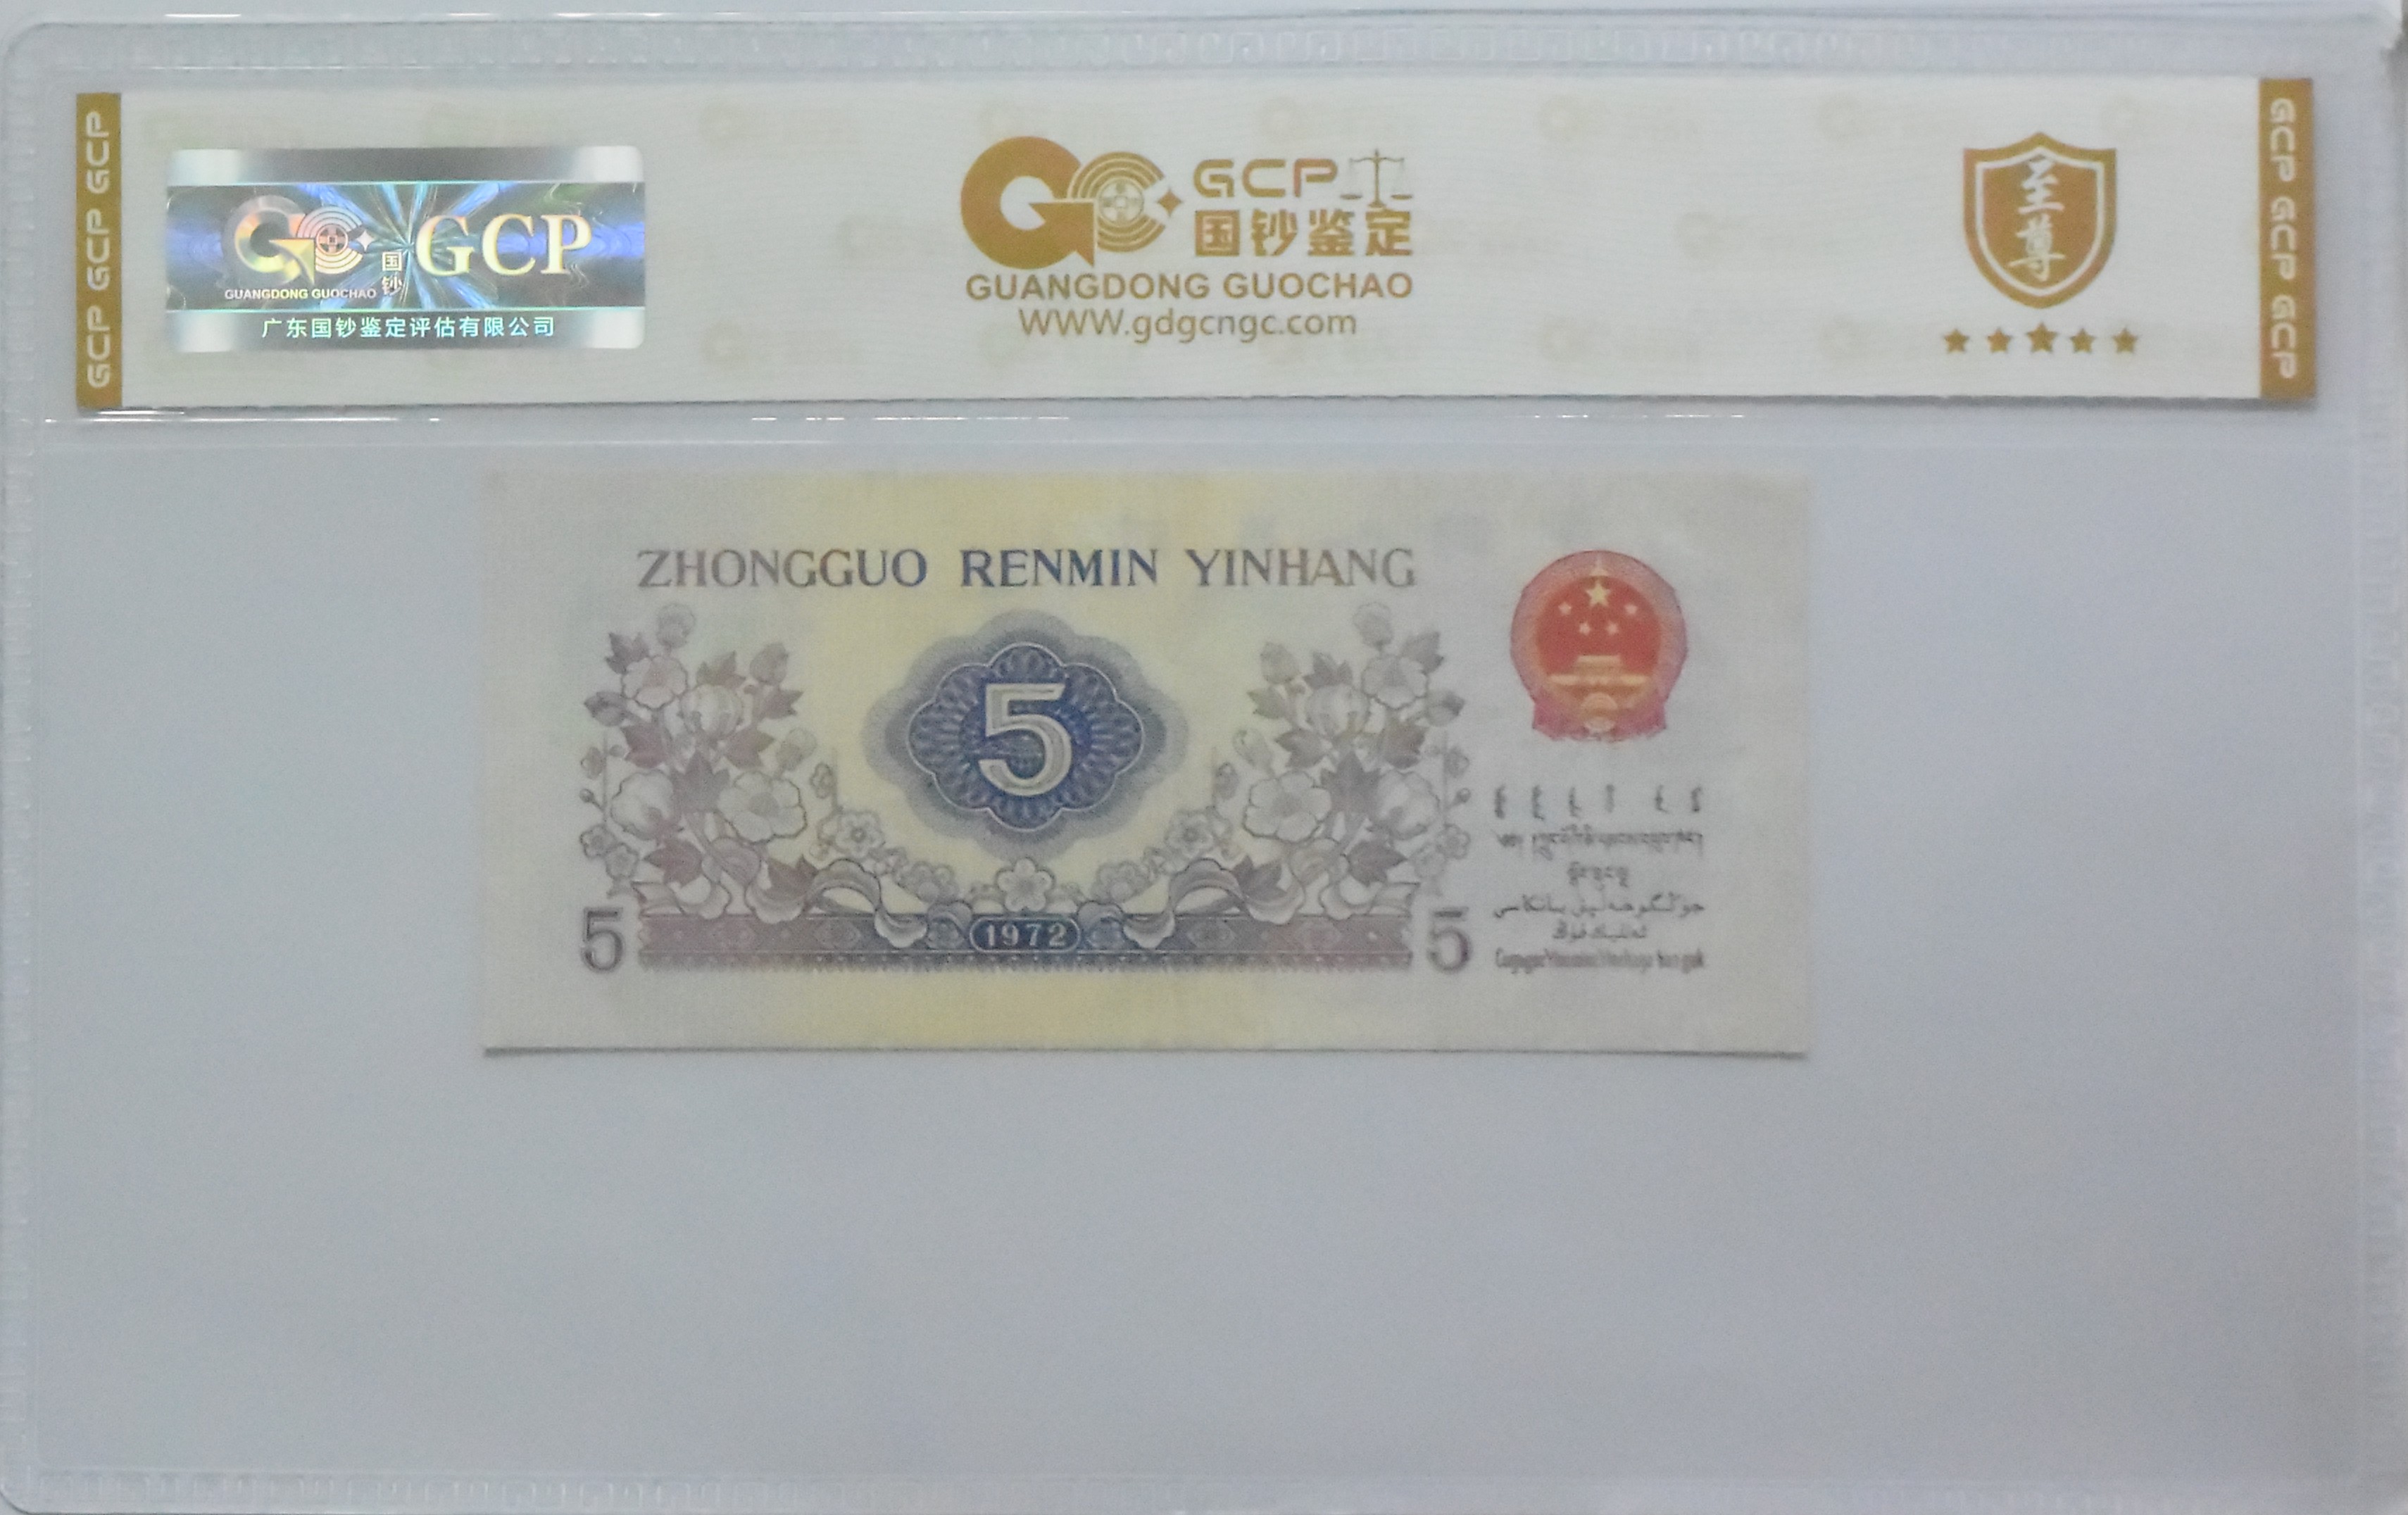 GCP GCP GCP
国钞 GCP
GUANGDONG GUOCHAO
广东国钞鉴定评估有限公司
GCP
国钞鉴定
GUANGDONG GUOCHAO
WWW.gdgcngc.com
至尊
GCP GCP GCP
ZHONGGUO RENMIN YINHANG
5
1972
5
5